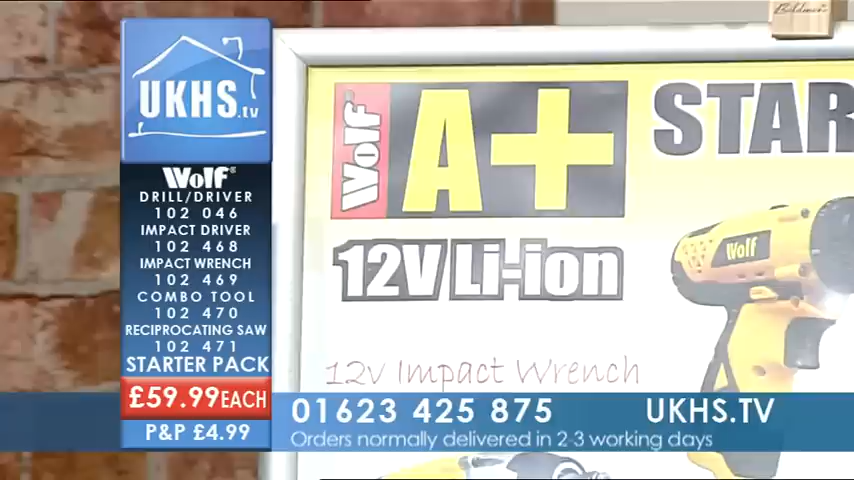 UKHS.tv
Wolf®
DRILL/DRIVER
102 046
IMPACT DRIVER
102 468
IMPACT WRENCH
102 469
COMBO TOOL
102 470
RECIPROCATING SAW
102 471
STARTER PACK
£59.99 EACH
P&P £4.99
Wolf
A+
STAR
12V Li-ion
Wolf
12v Impact Wrench
01623 425 875
UKHS.TV
Orders normally delivered in 2-3 working days